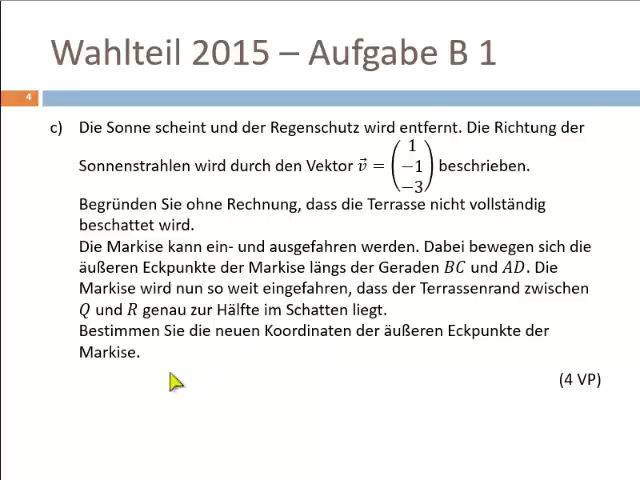 Wahlteil 2015 – Aufgabe B 1
4
c) Die Sonne scheint und der Regenschutz wird entfernt. Die Richtung der
Sonnenstrahlen wird durch den Vektor v⃗ = (1 −1 −3) beschrieben.
Begründen Sie ohne Rechnung, dass die Terrasse nicht vollständig
beschattet wird.
Die Markise kann ein- und ausgefahren werden. Dabei bewegen sich die
äußeren Eckpunkte der Markise längs der Geraden BC und AD. Die
Markise wird nun so weit eingefahren, dass der Terrassenrand zwischen
Q und R genau zur Hälfte im Schatten liegt.
Bestimmen Sie die neuen Koordinaten der äußeren Eckpunkte der
Markise.
(4 VP)